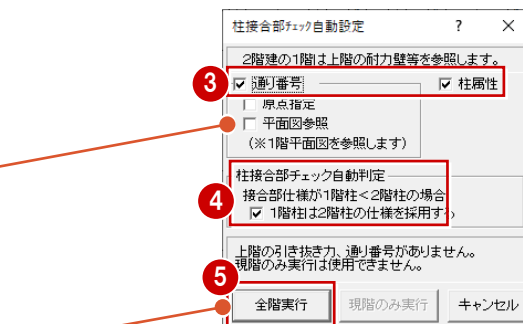 柱接合部チェック自動設定 ? ×
2階建の1階は上階の耐力壁等を参照します。
3 通り番号 柱属性
原点指定
平面図参照
(※1階平面図を参照します)
柱接合部チェック自動判定
4 接合部仕様が1階柱<2階柱の場合
1階柱は2階柱の仕様を採用する
上階の引き抜き力、通り番号がありません。
現階のみ実行は使用できません。
5
全階実行 現階のみ実行 キャンセル